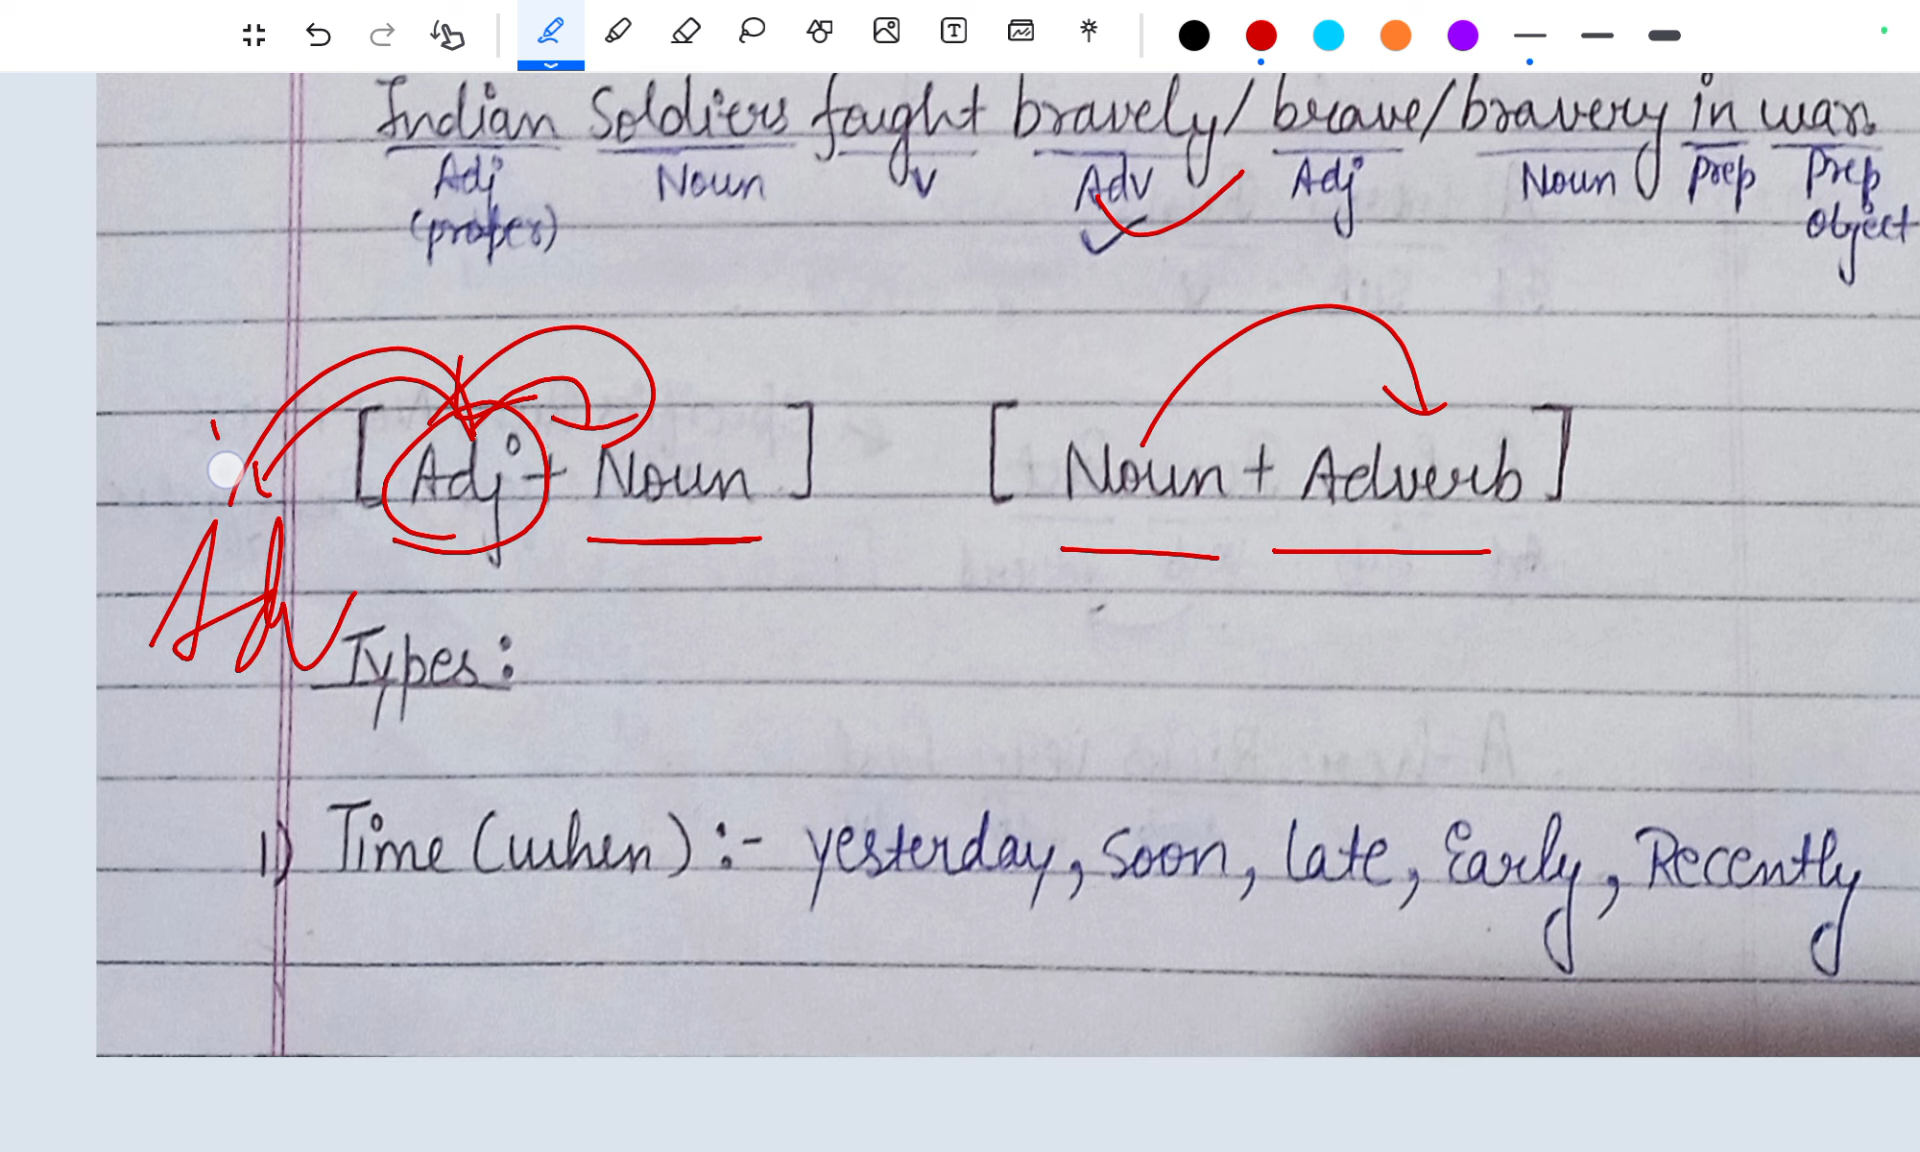 Indian Soldiers fought bravely/ brave/bravery in war.
Adj Noun V Adv Adj Noun prep Prep
(proper) object
[ Adj + Noun ] [ Noun + Adverb ]
Adv
Types:
1) Time (when) :- yesterday, Soon, late, Early, Recently